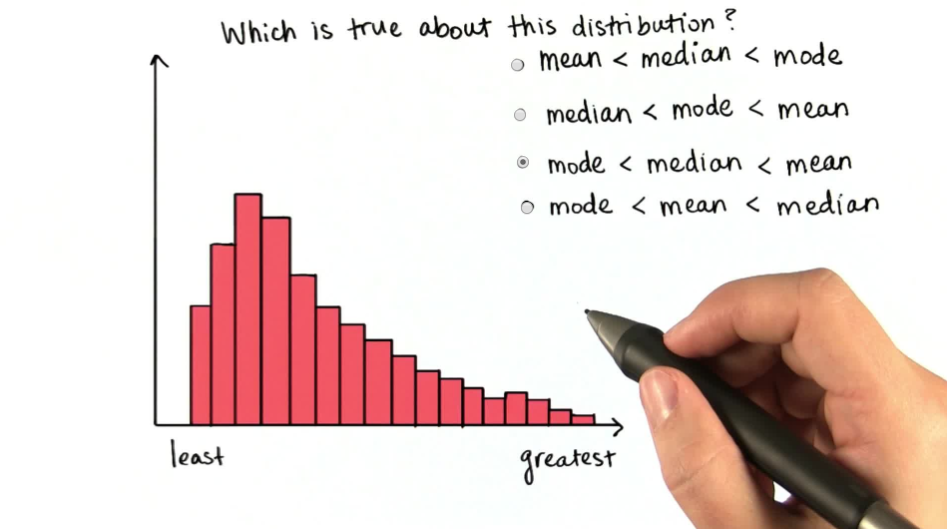 Which is true about this distribution?
mean < median < mode
median < mode < mean
mode < median < mean
mode < mean < median
least
greatest